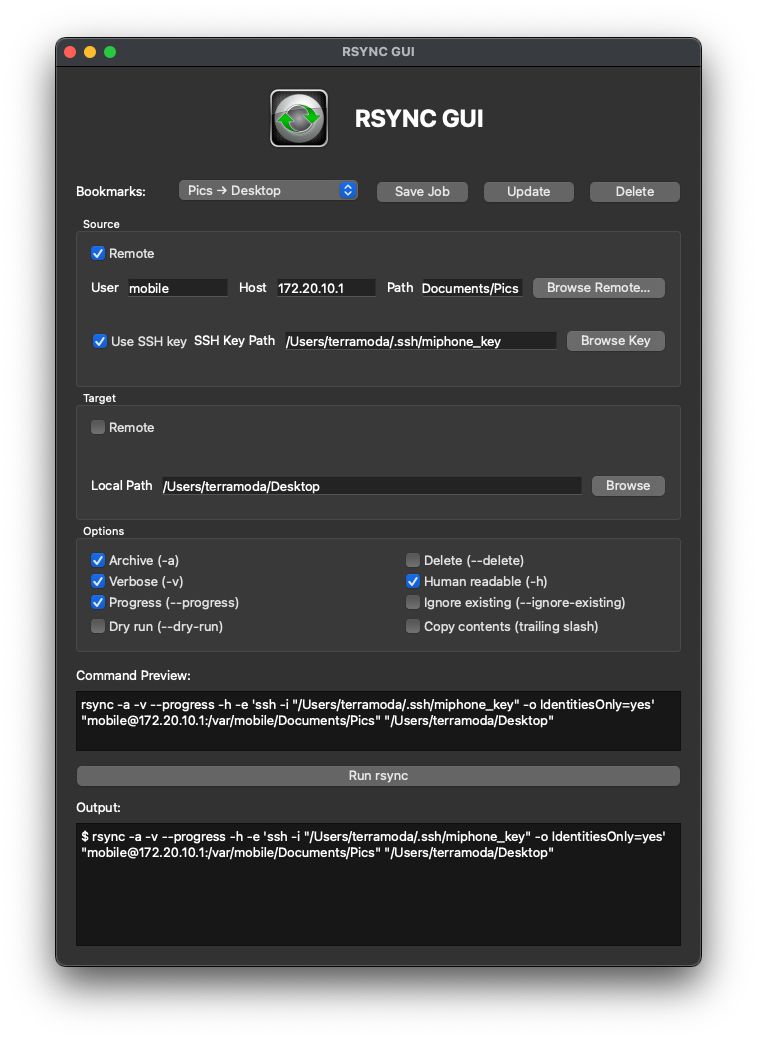 RSYNC GUI
RSYNC GUI
Bookmarks: Pics → Desktop Save Job Update Delete
Source
Remote
User mobile Host 172.20.10.1 Path Documents/Pics Browse Remote...
Use SSH key SSH Key Path /Users/terramoda/.ssh/miphone_key Browse Key
Target
Remote
Local Path /Users/terramoda/Desktop Browse
Options
Archive (-a) Delete (--delete)
Verbose (-v) Human readable (-h)
Progress (--progress) Ignore existing (--ignore-existing)
Dry run (--dry-run) Copy contents (trailing slash)
Command Preview:
rsync -a -v --progress -h -e 'ssh -i "/Users/terramoda/.ssh/miphone_key" -o IdentitiesOnly=yes'
"mobile@172.20.10.1:/var/mobile/Documents/Pics" "/Users/terramoda/Desktop"
Run rsync
Output:
$ rsync -a -v --progress -h -e 'ssh -i "/Users/terramoda/.ssh/miphone_key" -o IdentitiesOnly=yes'
"mobile@172.20.10.1:/var/mobile/Documents/Pics" "/Users/terramoda/Desktop"